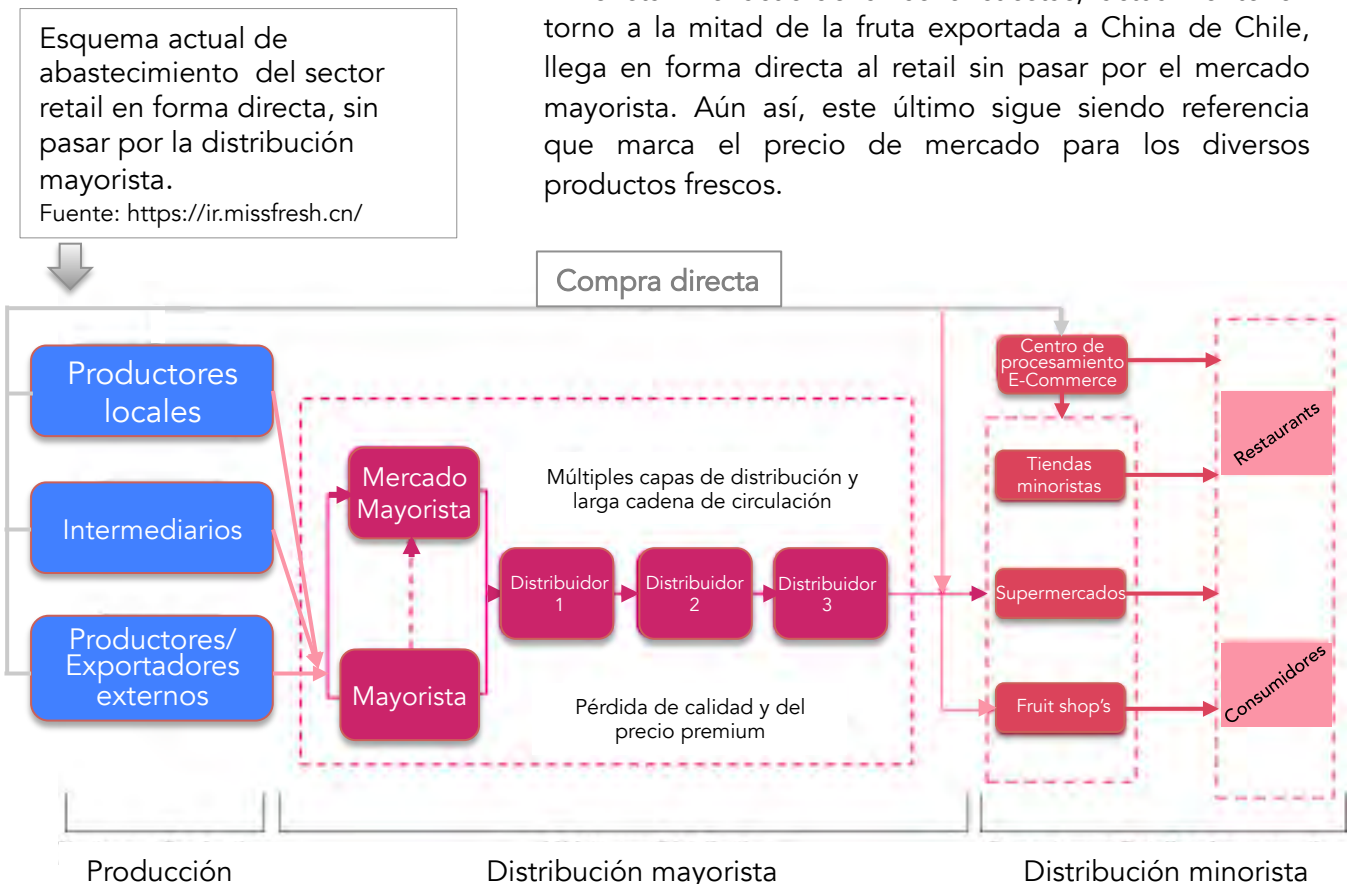 Esquema actual de
abastecimiento del sector
retail en forma directa, sin
pasar por la distribución
mayorista.
Fuente: https://ir.missfresh.cn/
torno a la mitad de la fruta exportada a China de Chile,
llega en forma directa al retail sin pasar por el mercado
mayorista. Aún así, este último sigue siendo referencia
que marca el precio de mercado para los diversos
productos frescos.
Compra directa
Productores
locales
Intermediarios
Productores/
Exportadores
externos
Mercado
Mayorista
Mayorista
Múltiples capas de distribución y
larga cadena de circulación
Distribuidor
1
Distribuidor
2
Distribuidor
3
Pérdida de calidad y del
precio premium
Centro de
procesamiento
E-Commerce
Tiendas
minoristas
Supermercados
Fruit shop's
Restaurants
Consumidores
Producción
Distribución mayorista
Distribución minorista